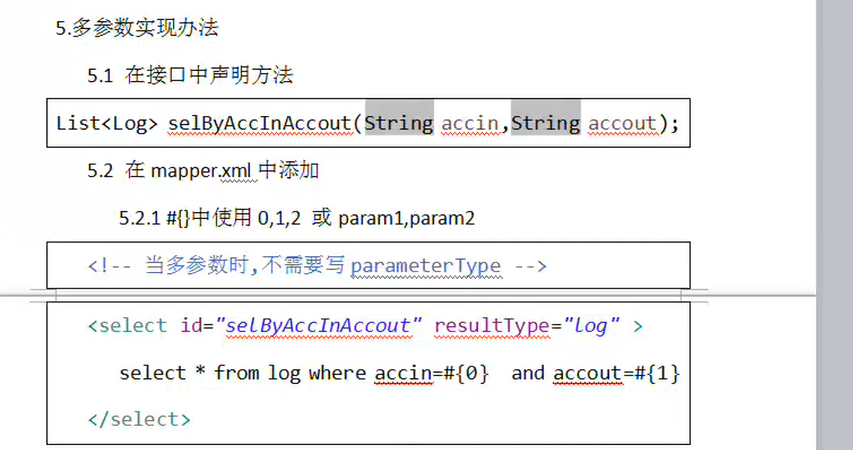 5.多参数实现办法
5.1 在接口中声明方法
List<Log> selByAccInAccout(String accin,String accout);
5.2 在 mapper.xml 中添加
5.2.1 #{}中使用 0,1,2 或 param1,param2
<!-- 当多参数时,不需要写 parameterType -->
<select id="selByAccInAccout" resultType="log" >
select * from log where accin=#{0} and accout=#{1}
</select>